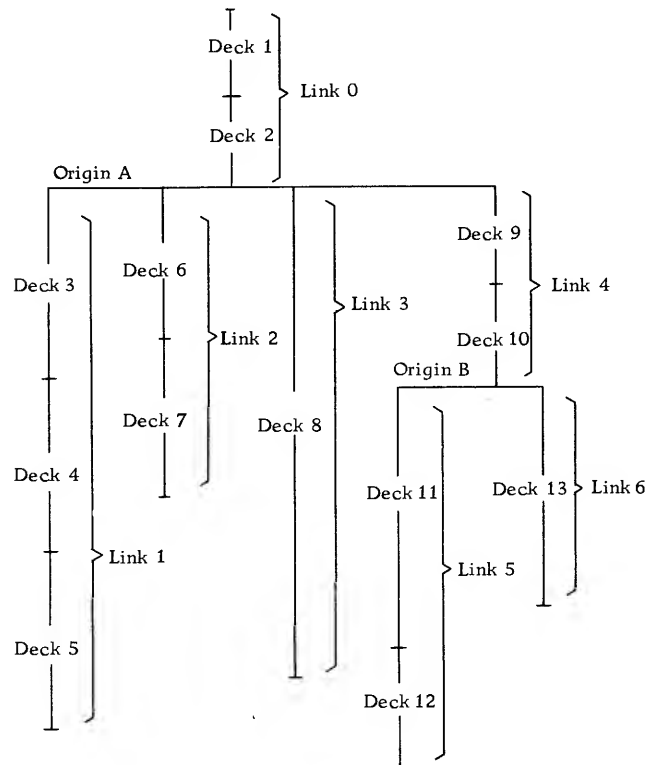 Deck 1
Link 0
Deck 2
Origin A
Deck 9
Deck 6
Deck 3
Link 4
Link 3
Link 2
Deck 10
Origin B
Deck 7
Deck 8
Deck 4
Deck 11
Deck 13
Link 6
Link 1
Link 5
Deck 5
Deck 12